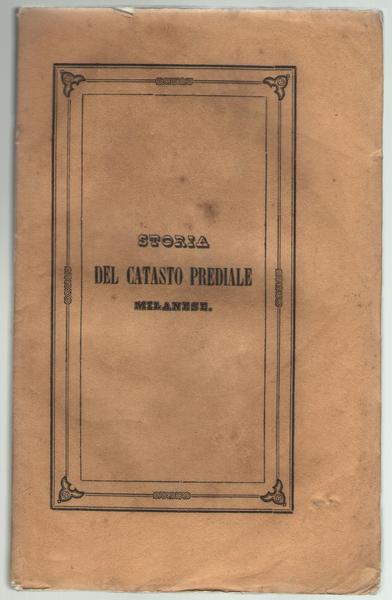 STORIA
DEL CATASTO PREDIALE
MILANESE.